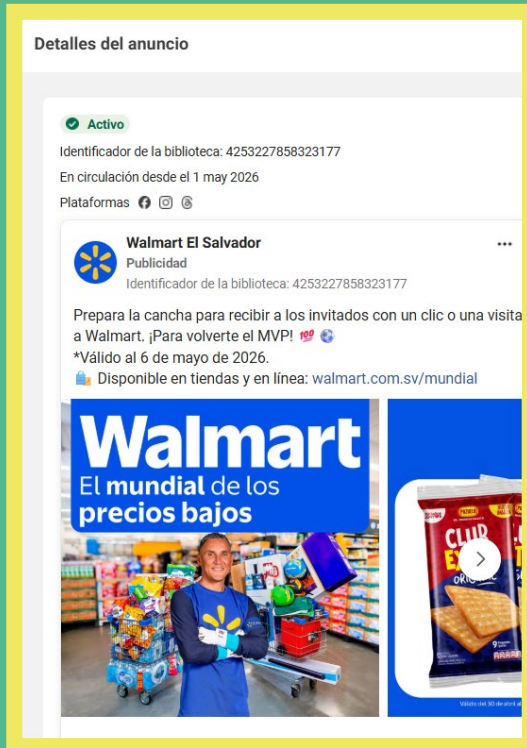 Detalles del anuncio
Activo
Identificador de la biblioteca: 4253227858323177
En circulación desde el 1 may 2026
Plataformas
Walmart El Salvador
Publicidad
Identificador de la biblioteca: 4253227858323177
Prepara la cancha para recibir a los invitados con un clic o una visita
a Walmart. ¡Para volverte el MVP! 💯 ⚽
*Válido al 6 de mayo de 2026.
🛍️ Disponible en tiendas y en línea: walmart.com.sv/mundial
Walmart
El mundial de los
precios bajos
CLUB
ORIGINAL